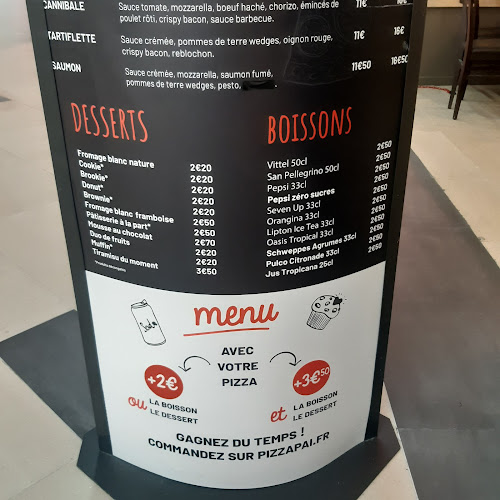 CANNIBALE Sauce tomate, mozzarella, boeuf haché, chorizo, émincés de 11€
poulet rôti, crispy bacon, sauce barbecue.
TARTIFLETTE Sauce crémée, pommes de terre wedges, oignon rouge, 11€ 16€
crispy bacon, reblochon.
SAUMON Sauce crémée, mozzarella, saumon fumé, 11€50 16€50
pommes de terre wedges, pesto,
DESSERTS
Fromage blanc nature 2€20
Cookie* 2€20
Brookie* 2€20
Donut* 2€20
Brownie* 2€20
Fromage blanc framboise 2€50
Pâtisserie à la part* 2€50
Mousse au chocolat 2€70
Duo de fruits 2€20
Muffin* 2€20
Tiramisu du moment 3€50
BOISSONS
Vittel 50cl 2€50
San Pellegrino 50cl 2€50
Pepsi 33cl 2€50
Pepsi zéro sucres 2€50
Seven Up 33cl 2€50
Orangina 33cl 2€50
Lipton Ice Tea 33cl 2€50
Oasis Tropical 33cl 2€50
Schweppes Agrumes 33cl 2€50
Pulco Citronade 33cl 2€50
Jus Tropicana 25cl 2€50
menu
AVEC
VOTRE
PIZZA
+2€
ou LA BOISSON
LE DESSERT
+3€50
et LA BOISSON
LE DESSERT
GAGNEZ DU TEMPS !
COMMANDEZ SUR PIZZAPAI.FR